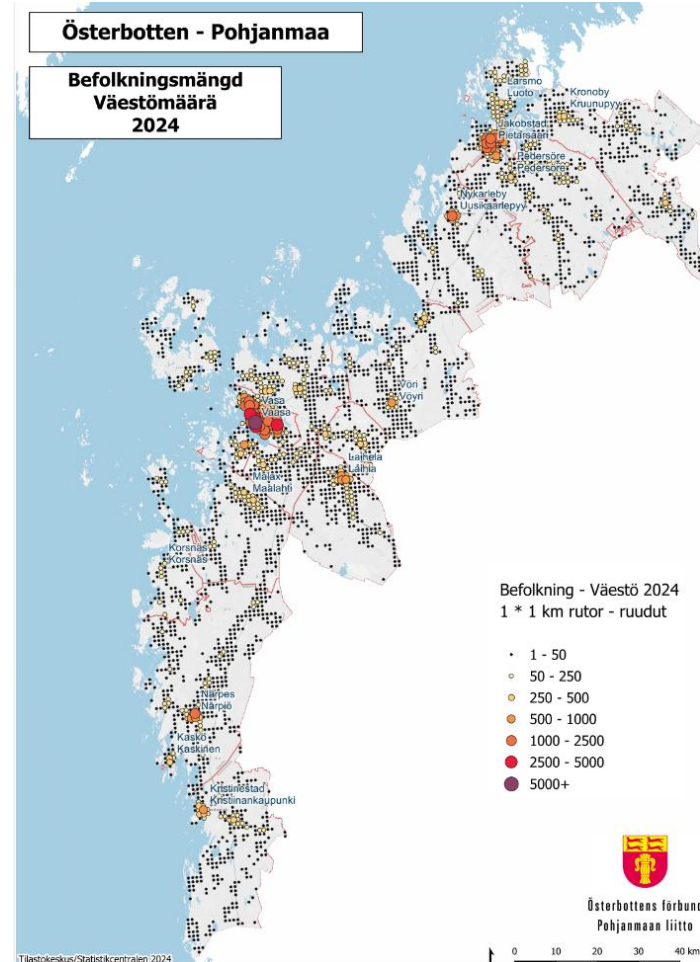 Österbotten - Pohjanmaa
Befolkningsmängd
Väestömäärä
2024
Larsmo
Luoto
Kronoby
Kruunupyy
Jakobstad
Pietarsaari
Pedersöre
Pedersöre
Nykarleby
Uusikaarlepyy
Vörå
Vöyri
Vasa
Vaasa
Laihela
Laihia
Malax
Maalahti
Korsnäs
Korsnäs
Närpes
Närpiö
Kaskö
Kaskinen
Kristinestad
Kristiinankaupunki
Befolkning - Väestö 2024
1 * 1 km rutor - ruudut
1 - 50
50 - 250
250 - 500
500 - 1000
1000 - 2500
2500 - 5000
5000+
Österbottens förbund
Pohjanmaan liitto
0 10 20 30 40 km
Tilastokeskus/Statistikcentralen 2024